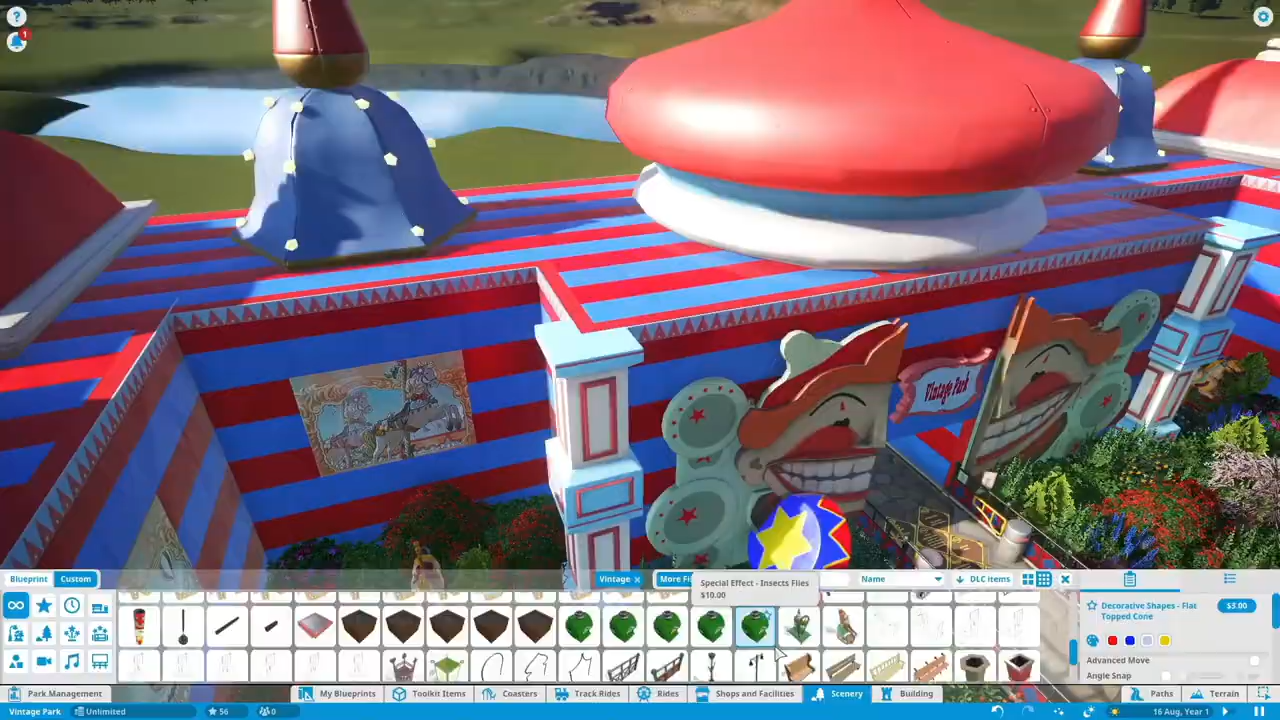 ?
1
Vintage Park
Blueprint
Custom
Vintage ×
More Fi
Special Effect - Insects Flies
$10.00
Name
DLC items
Decorative Shapes - Flat
Topped Cone
$3.00
Advanced Move
Angle Snap
Park Management
My Blueprints
Toolkit Items
Coasters
Track Rides
Rides
Shops and Facilities
Scenery
Building
Paths
Terrain
Vintage Park
Unlimited
56
0
16 Aug, Year 1